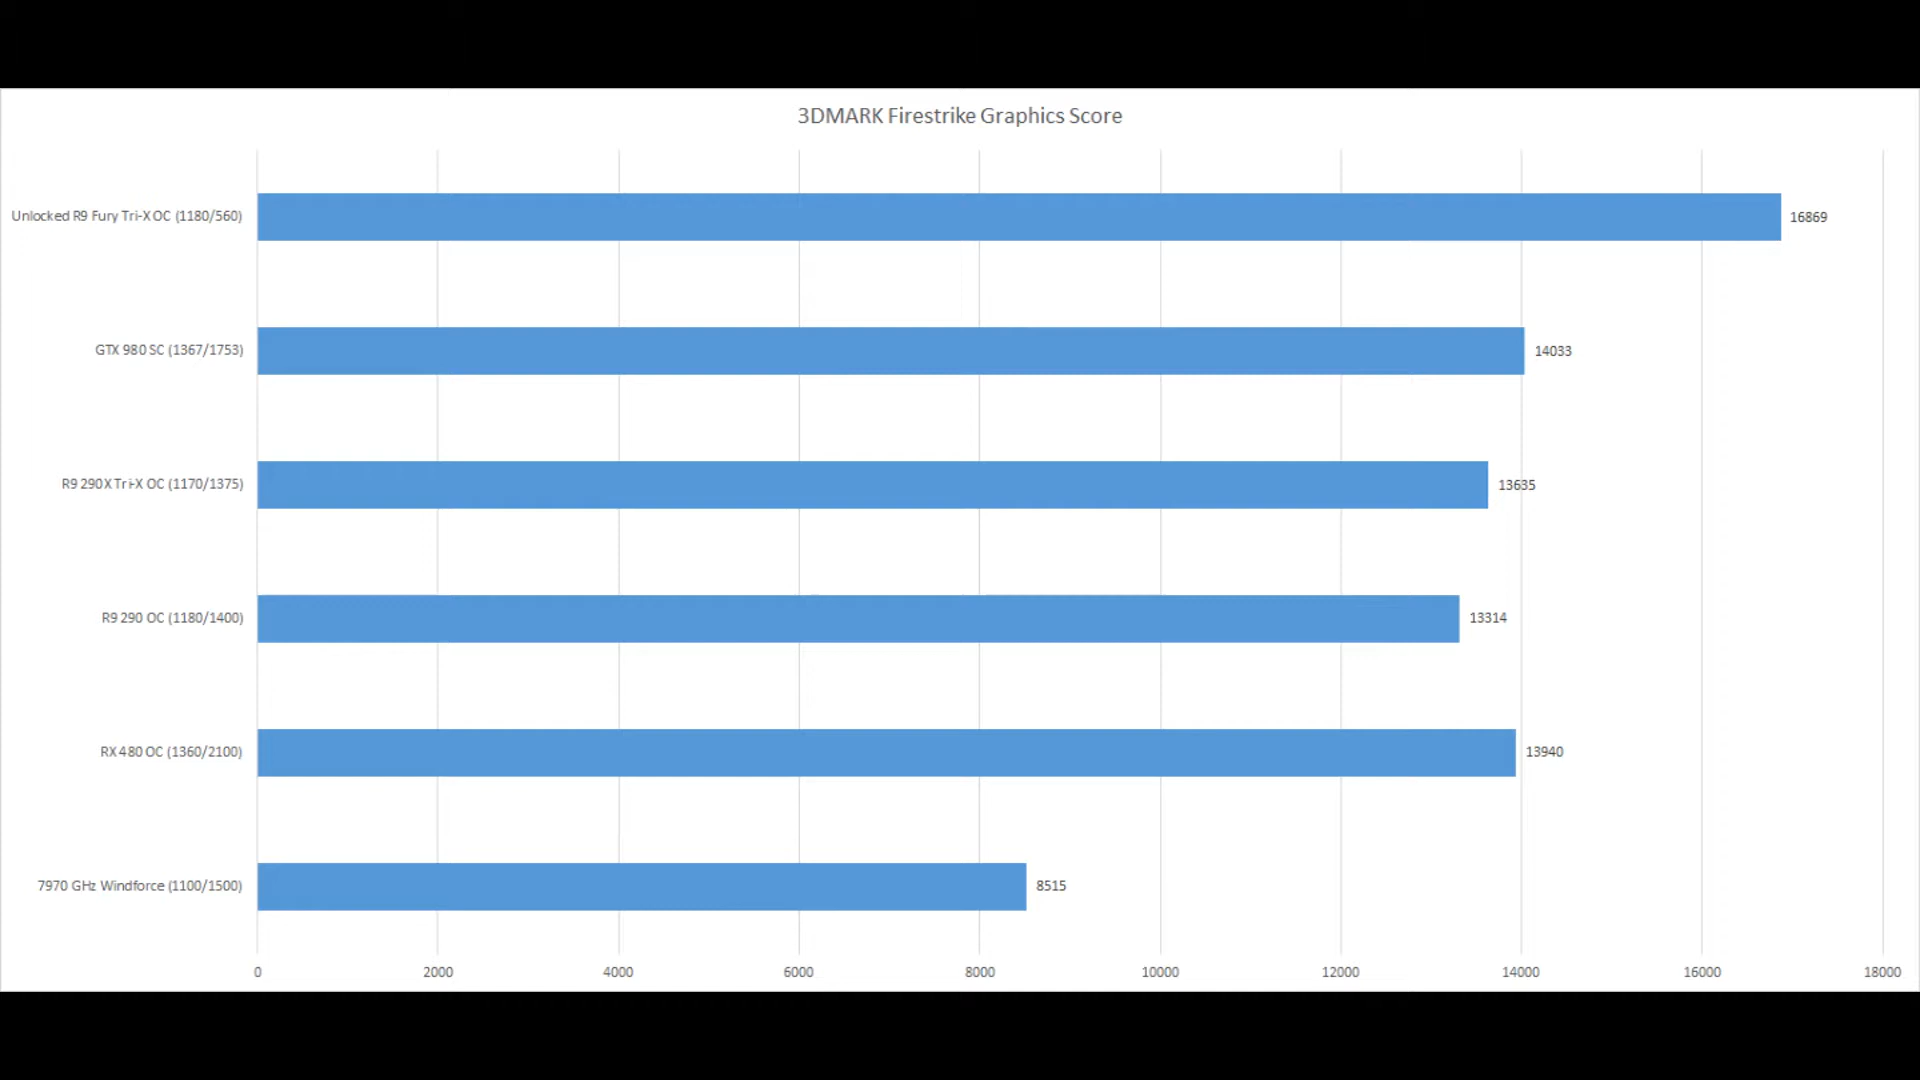 3DMARK Firestrike Graphics Score
Unlocked R9 Fury Tri-X OC (1180/560)
16869
GTX 980 SC (1367/1753)
14033
R9 290X Tri-X OC (1170/1375)
13635
R9 290 OC (1180/1400)
13314
RX 480 OC (1360/2100)
13940
7970 GHz Windforce (1100/1500)
8515
0 2000 4000 6000 8000 10000 12000 14000 16000 18000